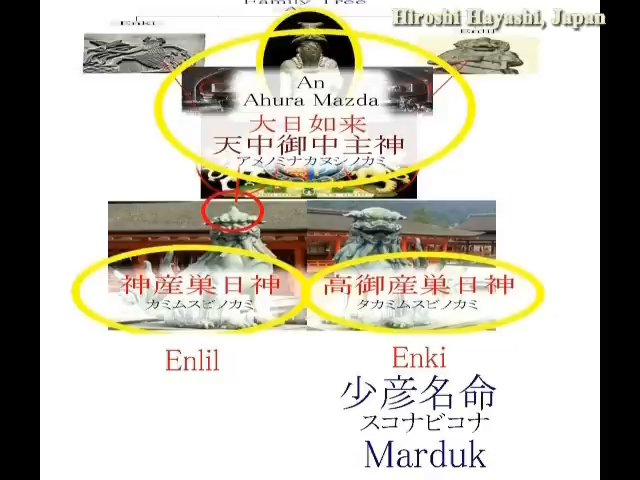 Family Tree
Hiroshi Hayashi, Japan
Enki
Enlil
An
Ahura Mazda
大日如来
天中御中主神
アメノミナカヌシノカミ
神産巣日神
カミムスビノカミ
高御産巣日神
タカミムスビノカミ
Enlil
Enki
少彦名命
スコナビコナ
Marduk